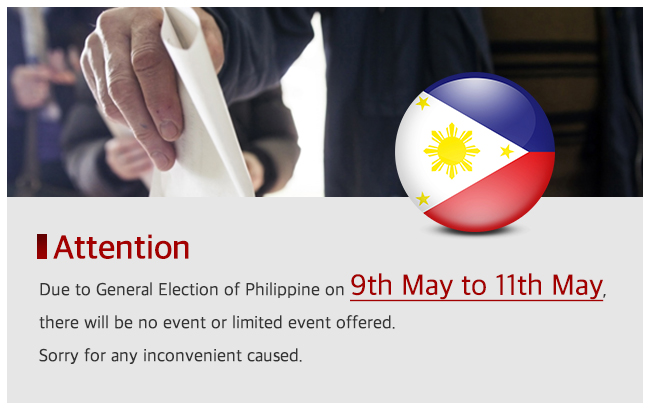 Attention
Due to General Election of Philippine on 9th May to 11th May,
there will be no event or limited event offered.
Sorry for any inconvenient caused.